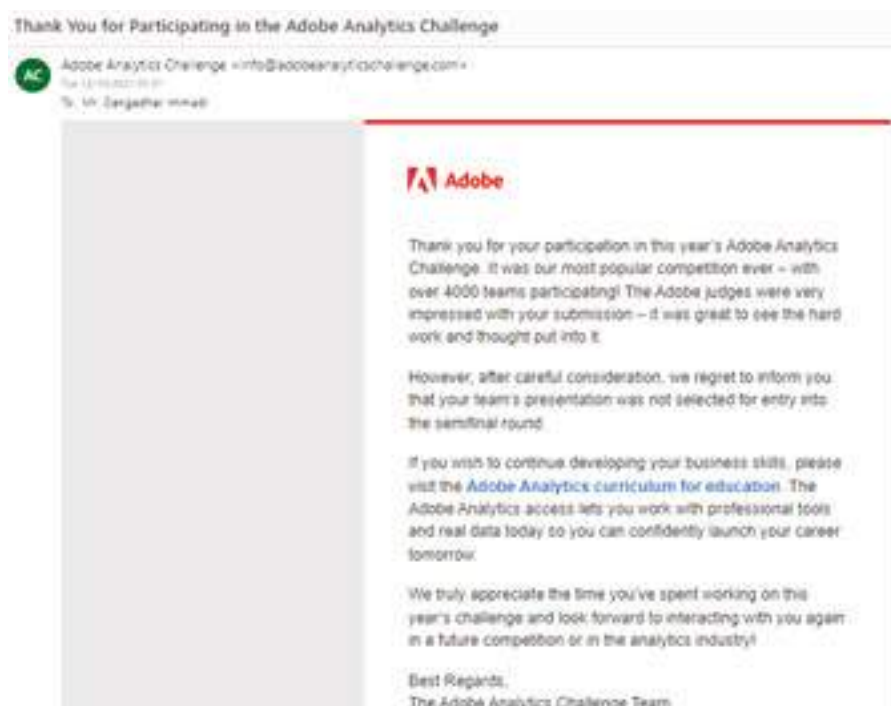 Thank You for Participating in the Adobe Analytics Challenge
AC
Adobe Analytics Challenge <info@adobeanalyticschallenge.com>
To: Mr.
Adobe
Thank you for your participation in this year's Adobe Analytics
Challenge. It was our most popular competition ever – with
over 4000 teams participating! The Adobe judges were very
impressed with your submission – it was great to see the hard
work and thought put into it.
However, after careful consideration, we regret to inform you
that your team's presentation was not selected for entry into
the semifinal round.
If you wish to continue developing your business skills, please
visit the Adobe Analytics curriculum for education. The
Adobe Analytics access lets you work with professional tools
and real data today so you can confidently launch your career
tomorrow.
We truly appreciate the time you've spent working on this
year's challenge and look forward to interacting with you again
in a future competition or in the analytics industry!
Best Regards,
The Adobe Analytics Challenge Team